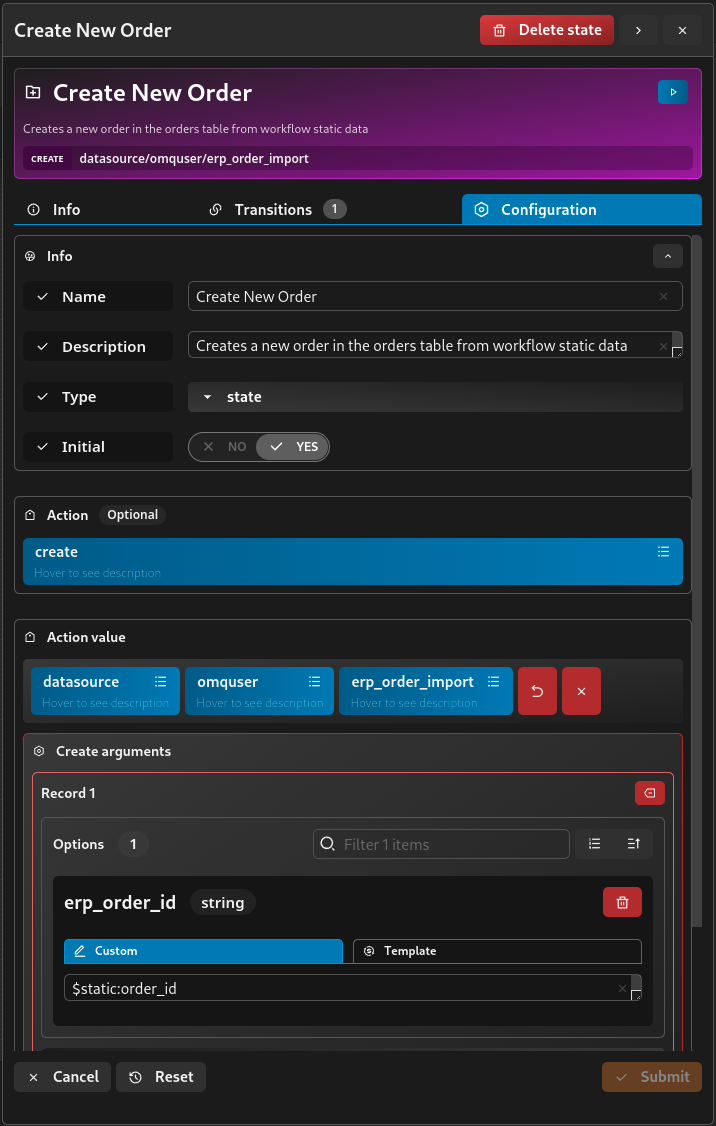 Create New Order
Delete state
Create New Order
Creates a new order in the orders table from workflow static data
CREATE datasource/omquser/erp_order_import
Info
Transitions 1
Configuration
Info
Name
Create New Order
Description
Creates a new order in the orders table from workflow static data
Type
state
Initial
NO YES
Action Optional
create
Hover to see description
Action value
datasource
Hover to see description
omquser
Hover to see description
erp_order_import
Hover to see description
Create arguments
Record 1
Options 1
Filter 1 items
erp_order_id string
Custom
Template
$static:order_id
Cancel
Reset
Submit